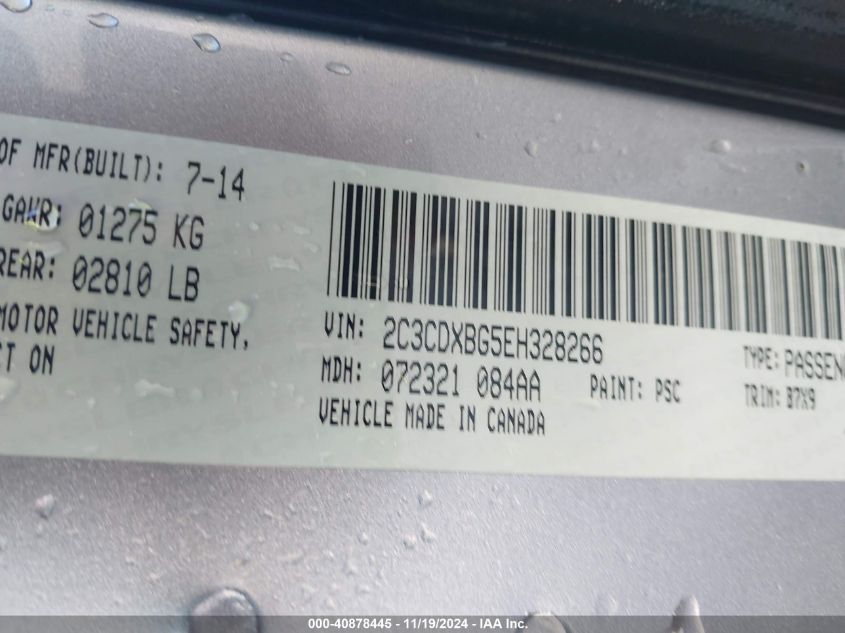 OF MFR(BUILT): 7-14
GAWR: 01275 KG
REAR: 02810 LB
MOTOR VEHICLE SAFETY,
CT ON
VIN: 2C3CDXBG5EH328266
MDH: 072321 084AA PAINT: PSC
VEHICLE MADE IN CANADA
TYPE: PASSEN
TRIM: B7X9
000-40878445 - 11/19/2024 - IAA Inc.